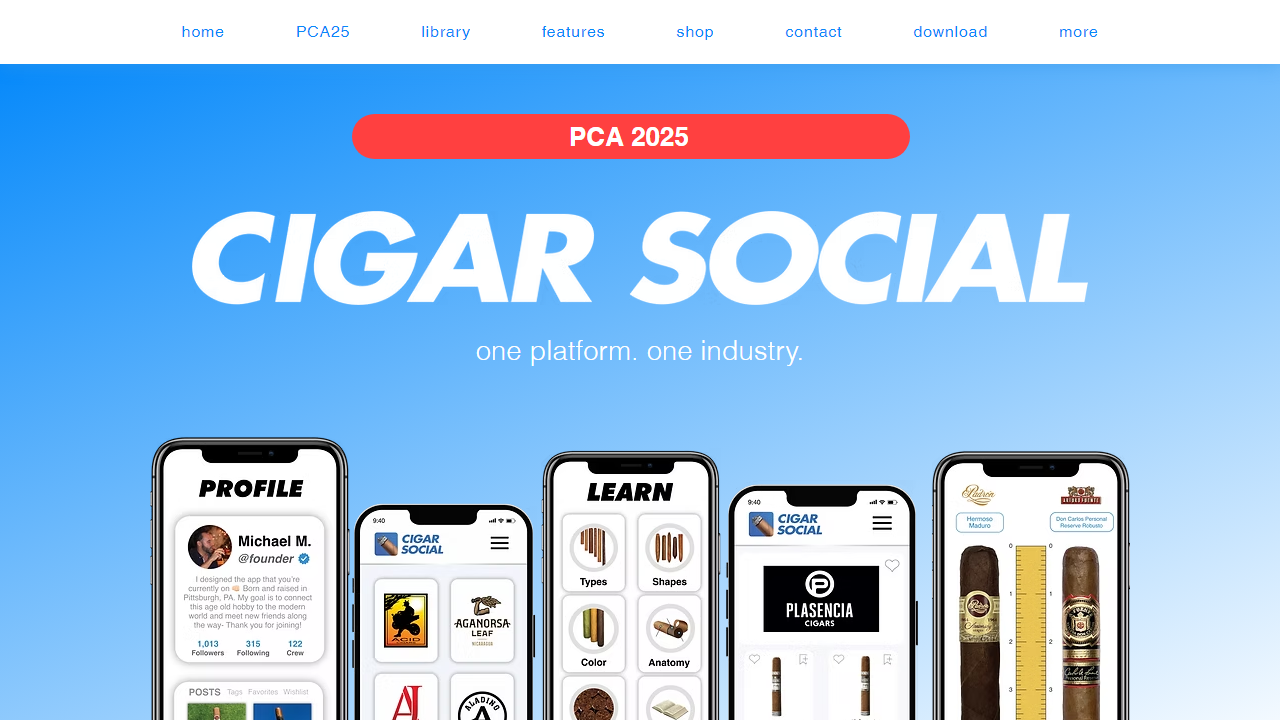 home PCA25 library features shop contact download more
PCA 2025
CIGAR SOCIAL
one platform. one industry.
PROFILE
Michael M.
@founder
I designed the app that you're
currently on 👊🏼 Born and raised in
Pittsburgh, PA. My goal is to connect
this age old hobby to the modern
world and meet new friends along
the way- Thank you for joining!
1,013 315 122
Followers Following Crew
POSTS Tags Favorites Wishlist
9:40
CIGAR
SOCIAL
ACID
AGANORSA
LEAF
NICARAGUA
AJ
ALADINO
LEARN
Types Shapes
Color Anatomy
9:40
CIGAR
SOCIAL
PLASENCIA
CIGARS
Padrón
ARTURO FUENTE
Hermoso
Maduro
Don Carlos Personal
Reserve Robusto
0 0
1 1
2 2
3 3